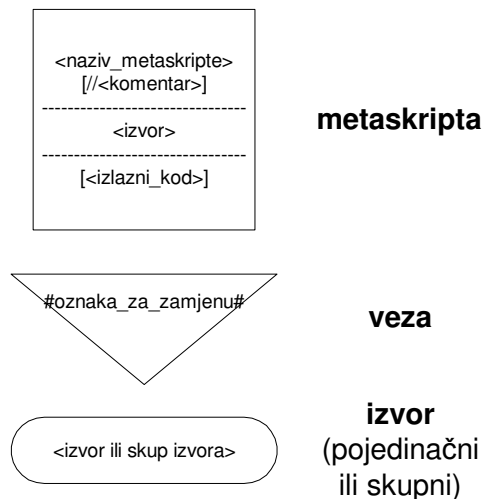 <naziv_metaskripte>
[//<komentar>]
--------------------------------
<izvor>
--------------------------------
[<izlazni_kod>]
metaskripta
#oznaka_za_zamjenu#
veza
<izvor ili skup izvora>
izvor
(pojedinačni
ili skupni)